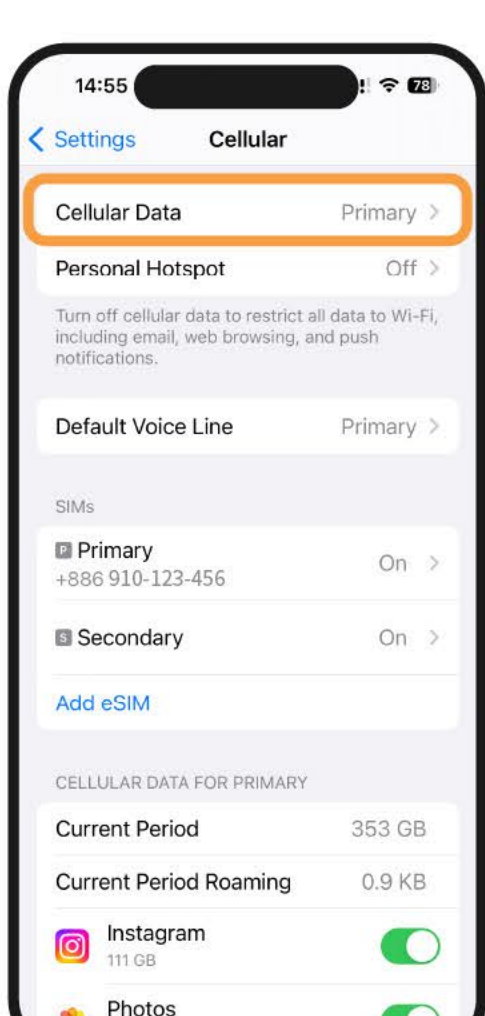 14:55
78
Settings Cellular
Cellular Data Primary
Personal Hotspot Off
Turn off cellular data to restrict all data to Wi-Fi,
including email, web browsing, and push
notifications.
Default Voice Line Primary
SIMs
P Primary On
+886 910-123-456
S Secondary On
Add eSIM
CELLULAR DATA FOR PRIMARY
Current Period 353 GB
Current Period Roaming 0.9 KB
Instagram
111 GB
Photos